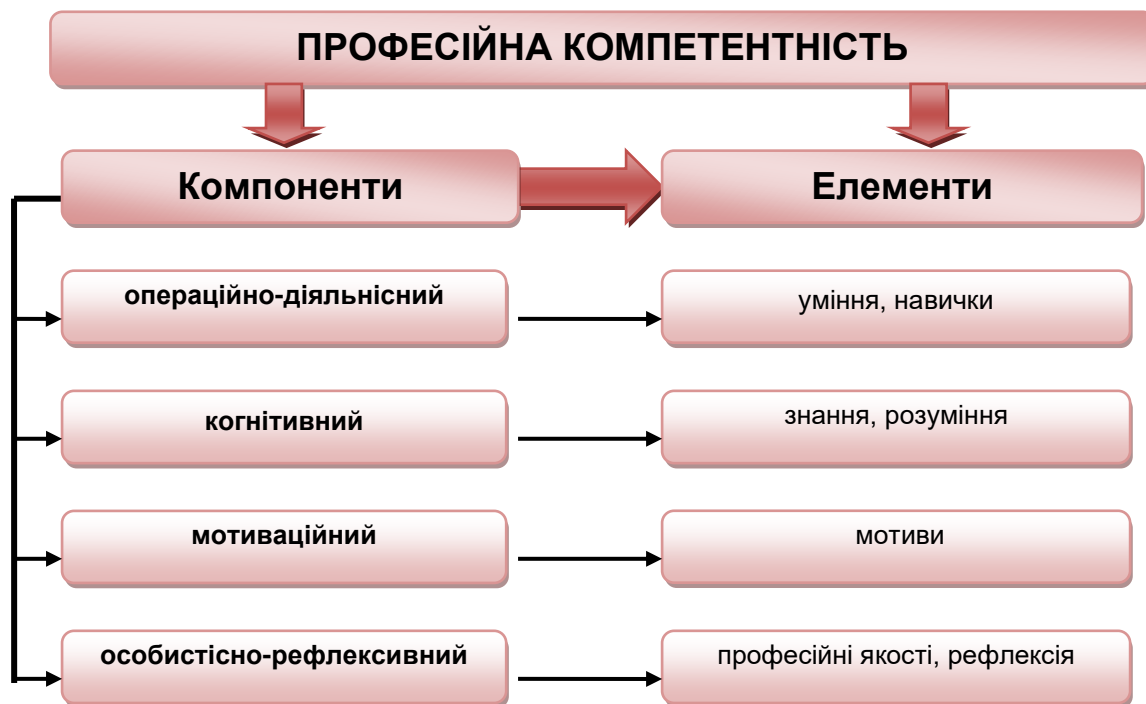 ПРОФЕСІЙНА КОМПЕТЕНТНІСТЬ
Компоненти
Елементи
операційно-діяльнісний
уміння, навички
когнітивний
знання, розуміння
мотиваційний
мотиви
особистісно-рефлексивний
професійні якості, рефлексія